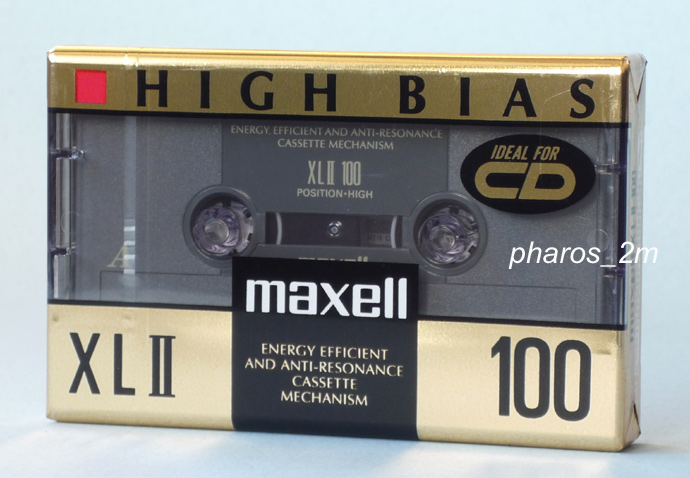 HIGH BIAS
ENERGY EFFICIENT AND ANTI-RESONANCE
CASSETTE MECHANISM
XLII 100
POSITION•HIGH
IDEAL FOR
CD
A
pharos_2m
maxell
maxell
XLII
ENERGY EFFICIENT
AND ANTI-RESONANCE
CASSETTE
MECHANISM
100